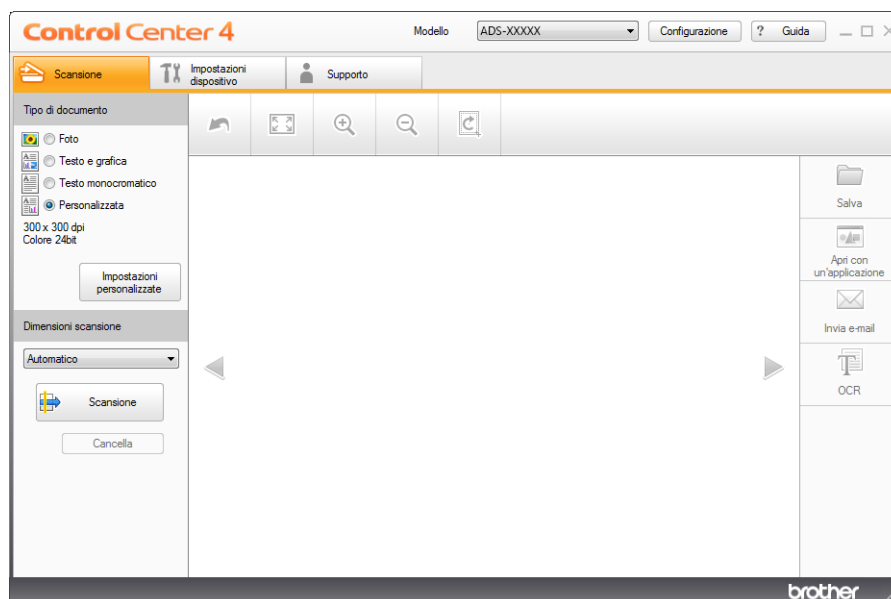 Control Center 4
Modello
ADS-XXXXX
Configurazione
? Guida
Scansione
Impostazioni
dispositivo
Supporto
Tipo di documento
Foto
Testo e grafica
Testo monocromatico
Personalizzata
300 x 300 dpi
Colore 24bit
Impostazioni
personalizzate
Dimensioni scansione
Automatico
Scansione
Cancella
Salva
Apri con
un'applicazione
Invia e-mail
OCR
brother